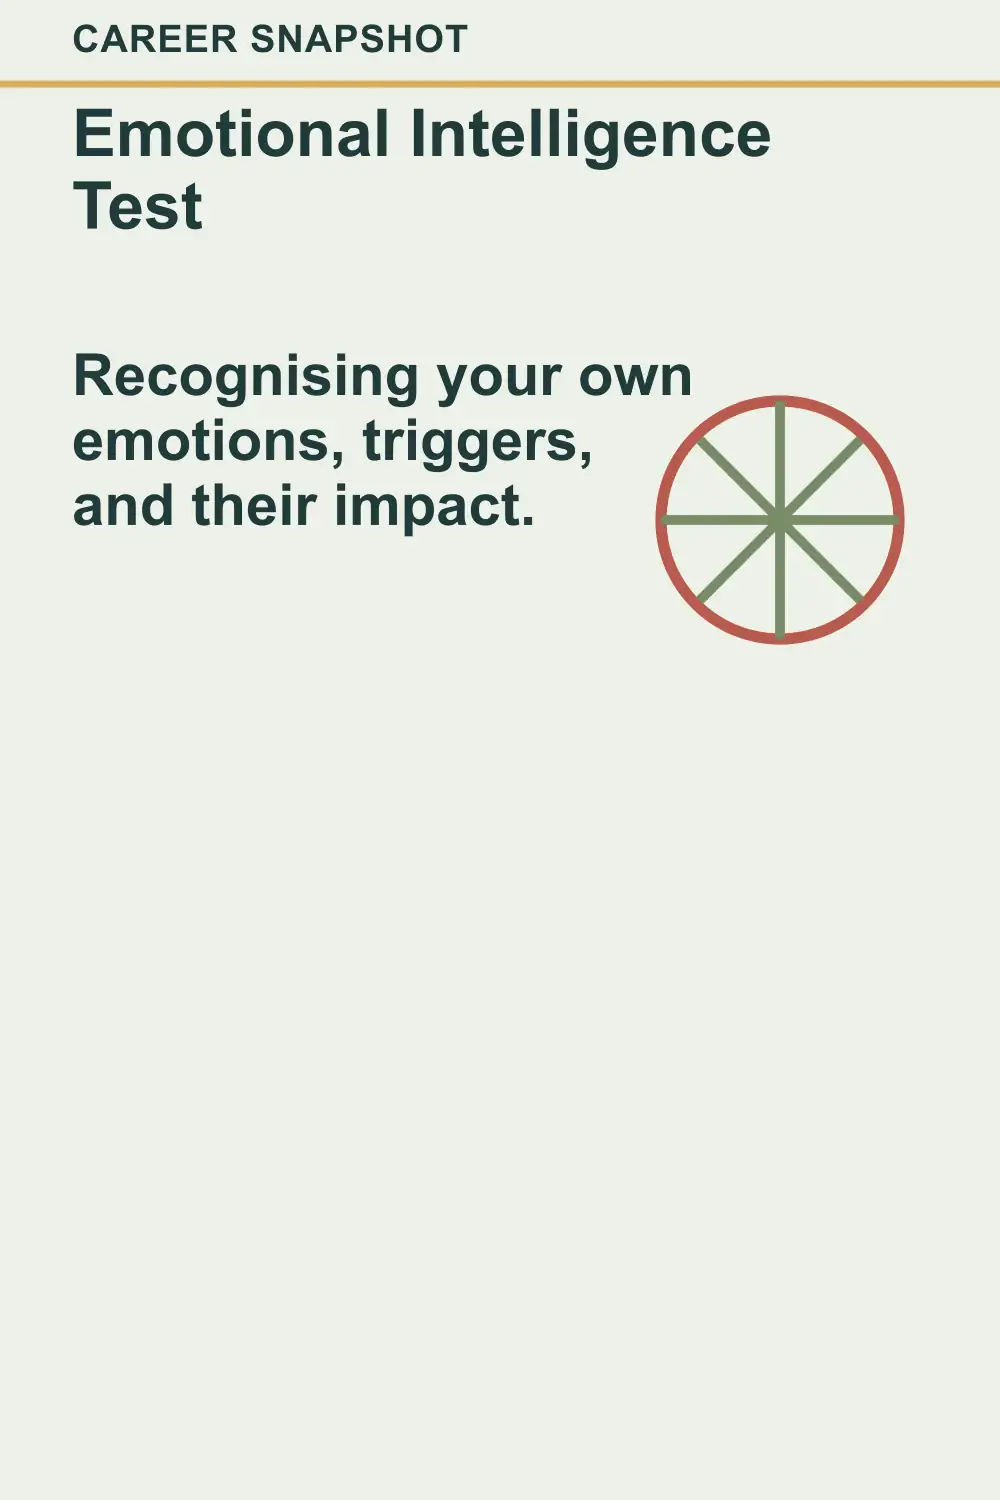 CAREER SNAPSHOT
Emotional Intelligence
Test
Recognising your own
emotions, triggers,
and their impact.